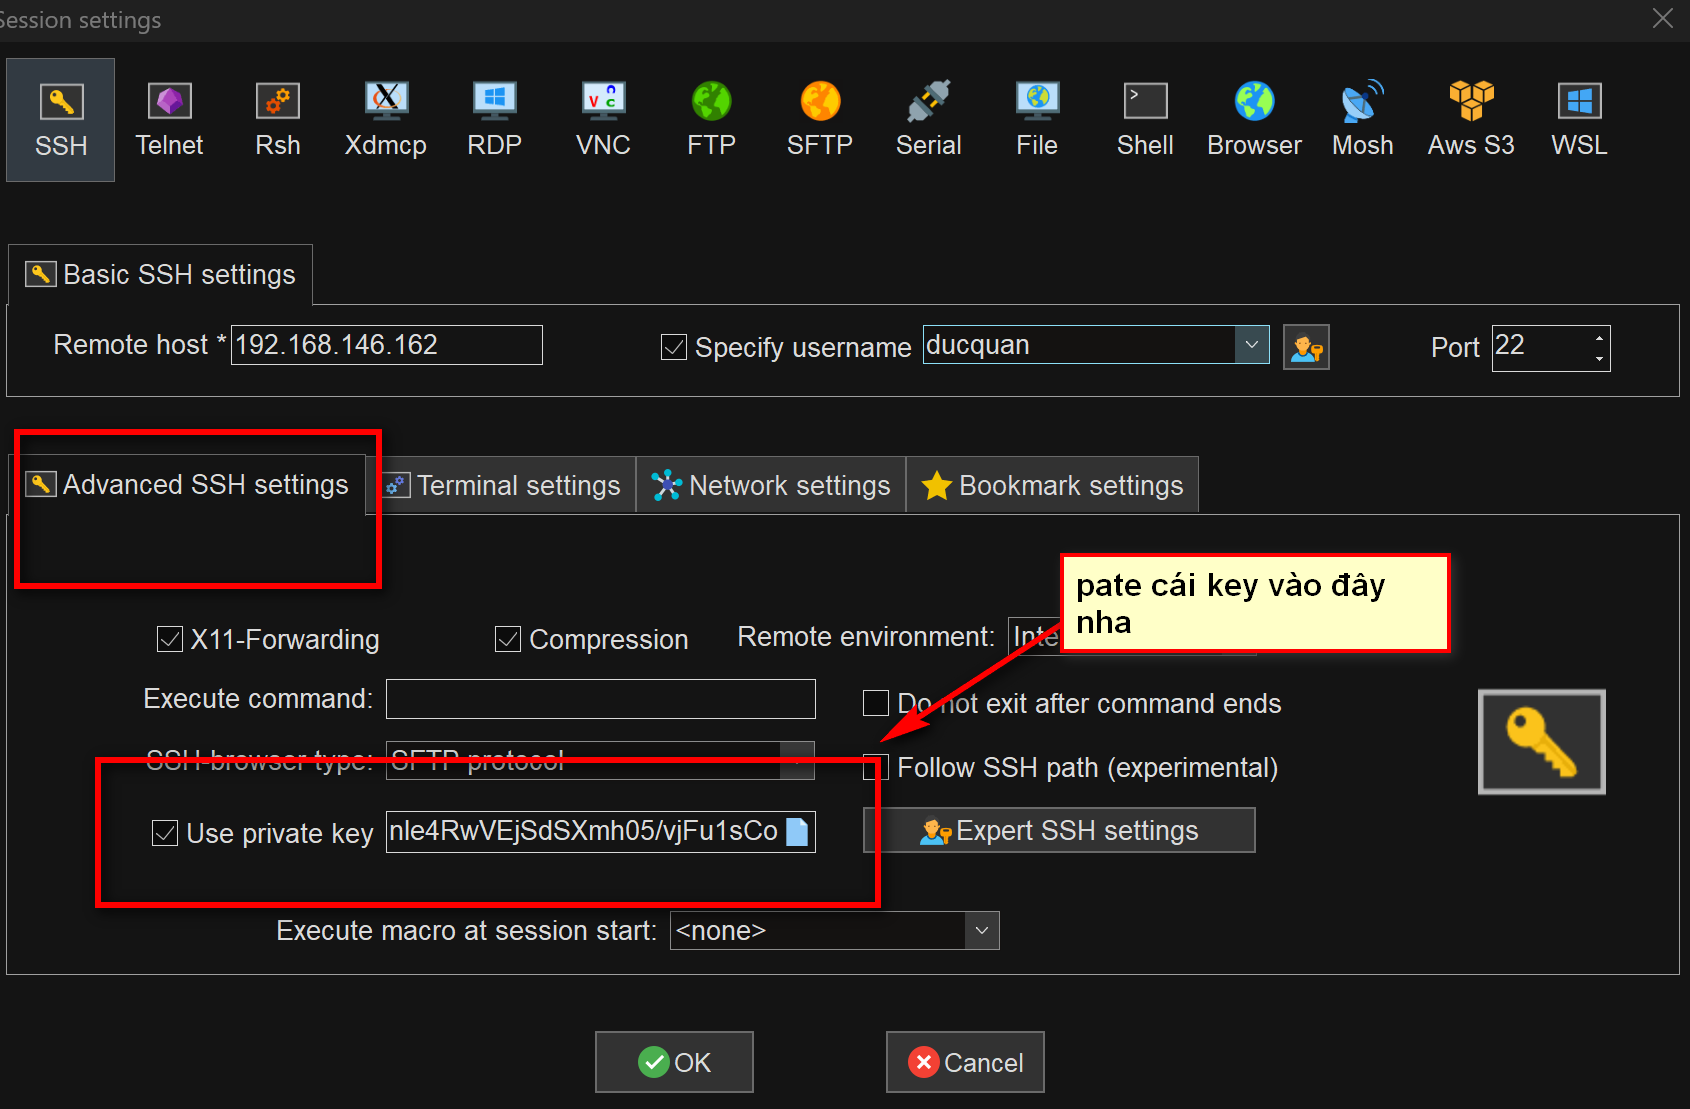 Session settings
SSH
Telnet
Rsh
Xdmcp
RDP
VNC
FTP
SFTP
Serial
File
Shell
Browser
Mosh
Aws S3
WSL
Basic SSH settings
Remote host * 192.168.146.162
Specify username ducquan
Port 22
Advanced SSH settings
Terminal settings
Network settings
Bookmark settings
pate cái key vào đây
nha
X11-Forwarding
Compression
Remote environment: Inte
Execute command:
Do not exit after command ends
SSH-browser type: SFTP protocol
Follow SSH path (experimental)
Use private key nle4RwVEjSdSXmh05/vjFu1sCo
Expert SSH settings
Execute macro at session start: <none>
OK
Cancel